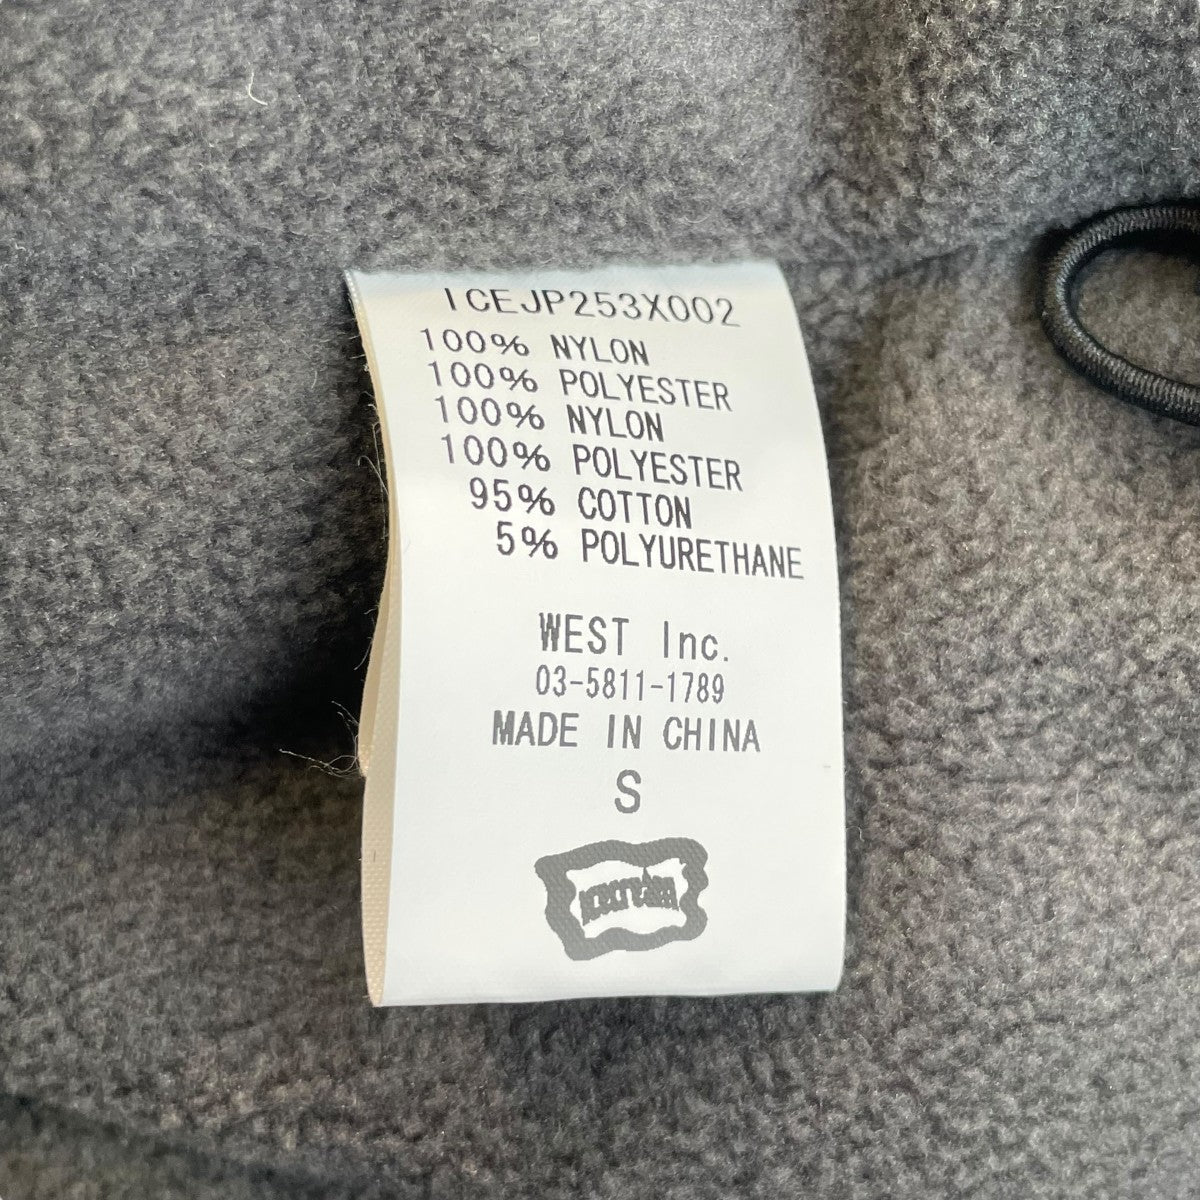 ICEJP253X002
100% NYLON
100% POLYESTER
100% NYLON
100% POLYESTER
95% COTTON
5% POLYURETHANE
WEST Inc.
03-5811-1789
MADE IN CHINA
S
icecream